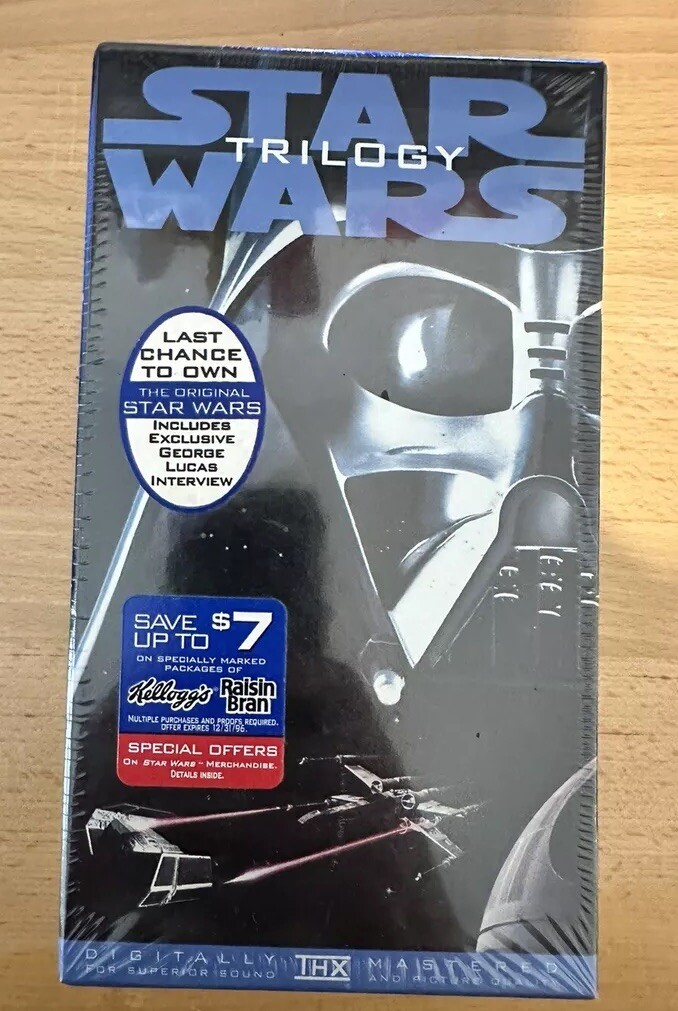 STAR
TRILOGY
WARS
LAST
CHANCE
TO OWN
THE ORIGINAL
STAR WARS
INCLUDES
EXCLUSIVE
GEORGE
LUCAS
INTERVIEW
SAVE $7
UP TO
ON SPECIALLY MARKED
PACKAGES OF
Kellogg's Raisin
Bran
MULTIPLE PURCHASES AND PROOFS REQUIRED.
OFFER EXPIRES 12/31/96.
SPECIAL OFFERS
ON STAR WARS™ MERCHANDISE.
DETAILS INSIDE.
DIGITALLY THX MASTERED
FOR SUPERIOR SOUND AND PICTURE QUALITY